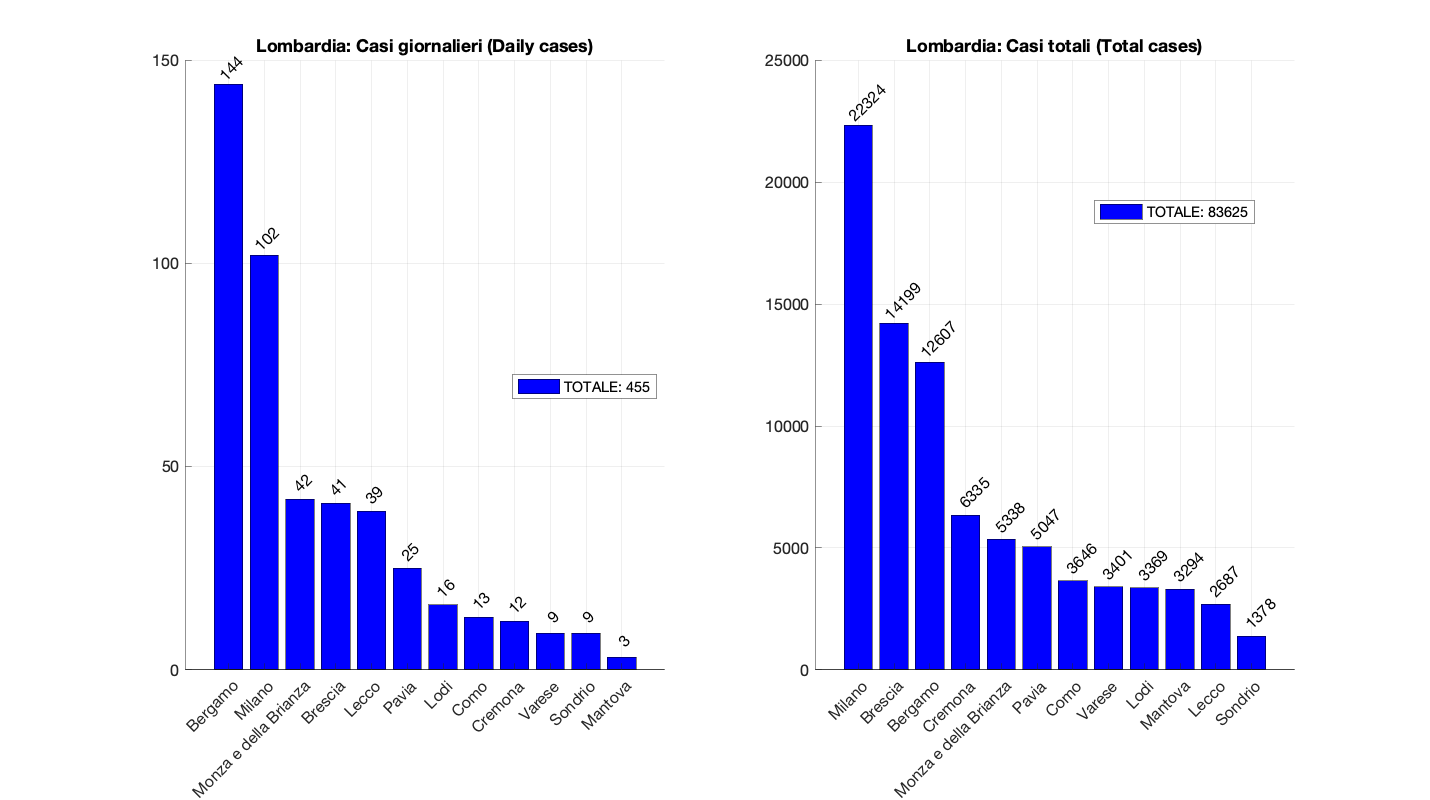 Lombardia: Casi giornalieri (Daily cases)
150
100
50
0
144
102
42
41
39
25
16
13
12
9
9
3
TOTALE: 455
Bergamo
Milano
Monza e della Brianza
Brescia
Lecco
Pavia
Lodi
Como
Cremona
Varese
Sondrio
Mantova
Lombardia: Casi totali (Total cases)
25000
20000
15000
10000
5000
0
22324
14199
12607
6335
5338
5047
3646
3401
3369
3294
2687
1378
TOTALE: 83625
Milano
Brescia
Bergamo
Cremona
Monza e della Brianza
Pavia
Como
Varese
Lodi
Mantova
Lecco
Sondrio